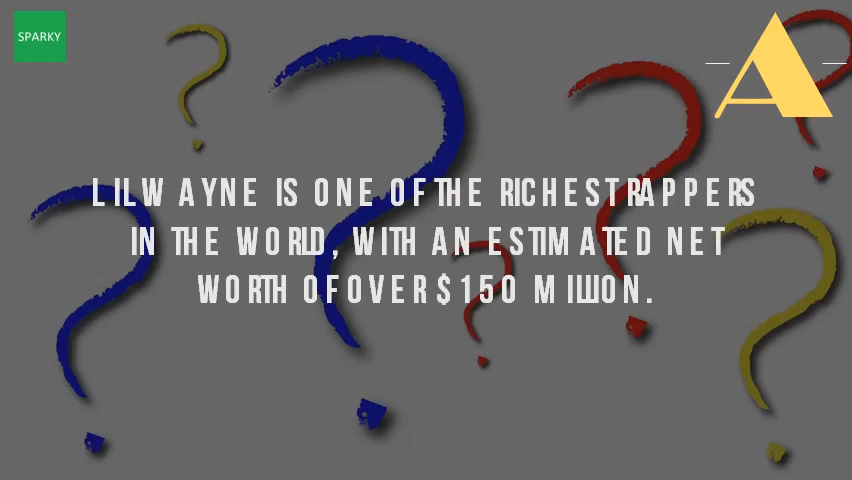 SPARKY
A
LIL WAYNE IS ONE OF THE RICHEST RAPPERS
IN THE WORLD, WITH AN ESTIMATED NET
WORTH OF OVER $150 MILLION.